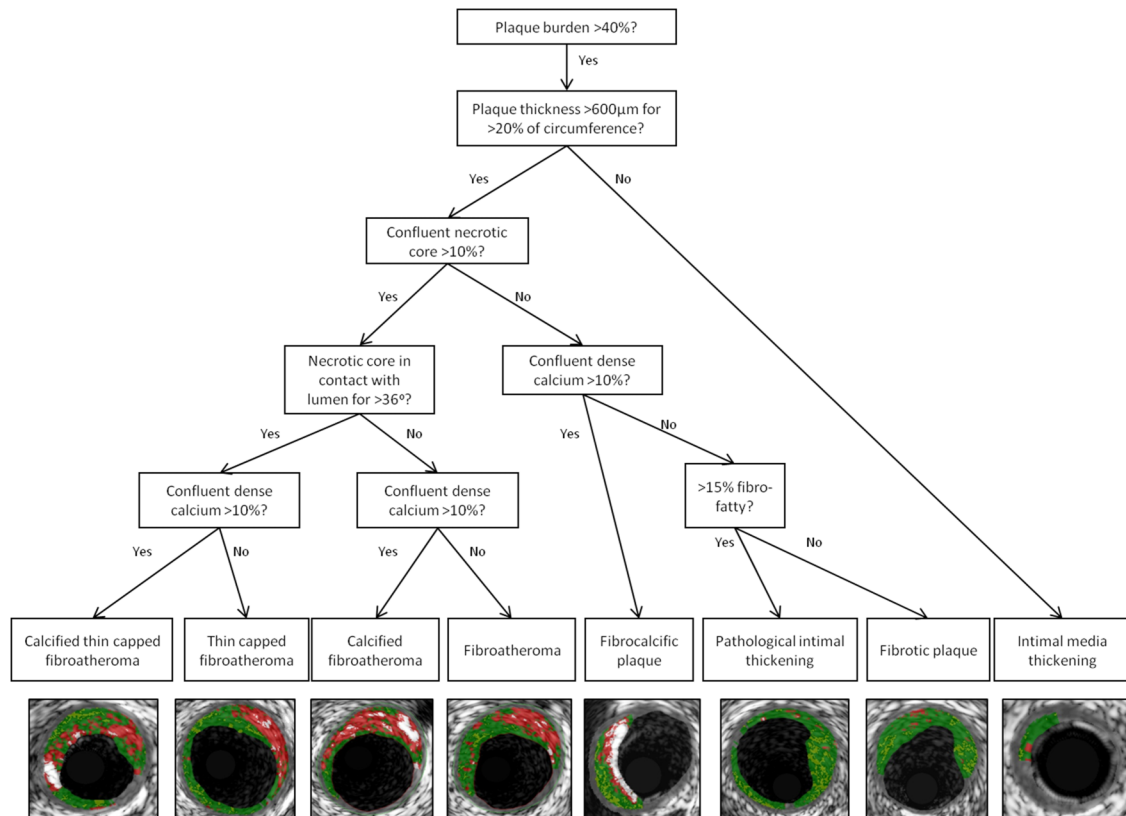 Plaque burden >40%?
Yes
Plaque thickness >600µm for
>20% of circumference?
Yes
No
Confluent necrotic
core >10%?
Yes
No
Necrotic core in
contact with
lumen for >36º?
Confluent dense
calcium >10%?
Yes
No
Yes
No
Confluent dense
calcium >10%?
Confluent dense
calcium >10%?
>15% fibro-
fatty?
Yes
No
Yes
No
Yes
No
Calcified thin capped
fibroatheroma
Thin capped
fibroatheroma
Calcified
fibroatheroma
Fibroatheroma
Fibrocalcific
plaque
Pathological intimal
thickening
Fibrotic plaque
Intimal media
thickening